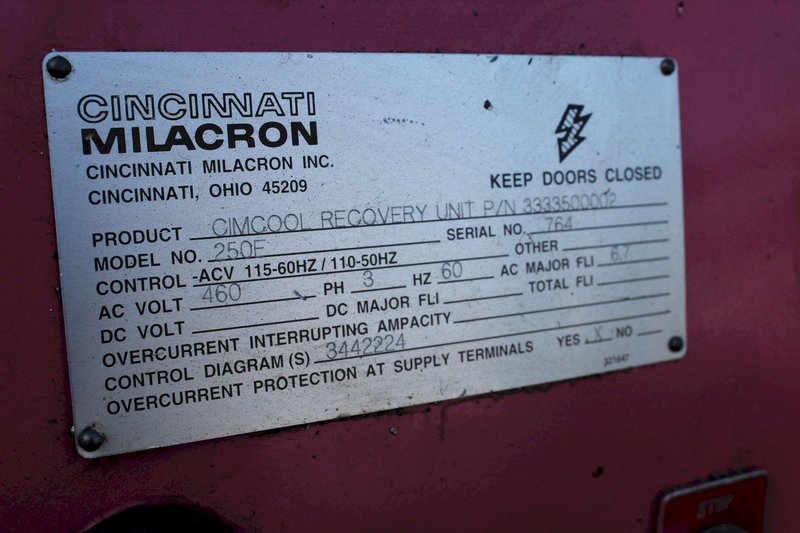 CINCINNATI
MILACRON
CINCINNATI MILACRON INC.
CINCINNATI, OHIO 45209
KEEP DOORS CLOSED
PRODUCT CIMCOOL RECOVERY UNIT P/N 3333500002
MODEL NO. 250F SERIAL NO. 764
CONTROL -ACV 115-60HZ / 110-50HZ OTHER
AC VOLT 460 PH 3 HZ 60 AC MAJOR FLI 6.7
DC VOLT DC MAJOR FLI TOTAL FLI
OVERCURRENT INTERRUPTING AMPACITY
CONTROL DIAGRAM(S) 3442224
OVERCURRENT PROTECTION AT SUPPLY TERMINALS YES X NO
321647
STOP